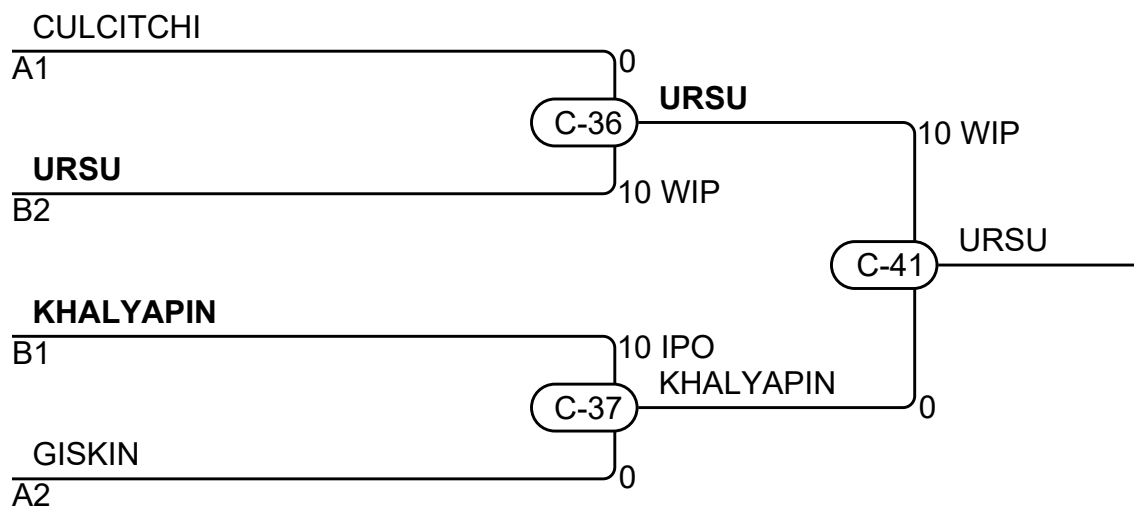 CULCITCHI
A1
0
C-36
URSU
10 WIP
URSU
B2
10 WIP
C-41
URSU
KHALYAPIN
B1
10 IPO
C-37
KHALYAPIN
0
GISKIN
A2
0